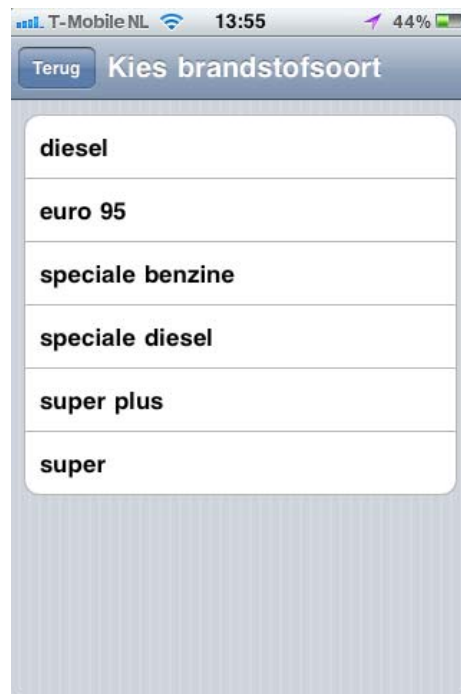 T-Mobile NL 13:55 44%
Terug Kies brandstofsoort
diesel
euro 95
speciale benzine
speciale diesel
super plus
super